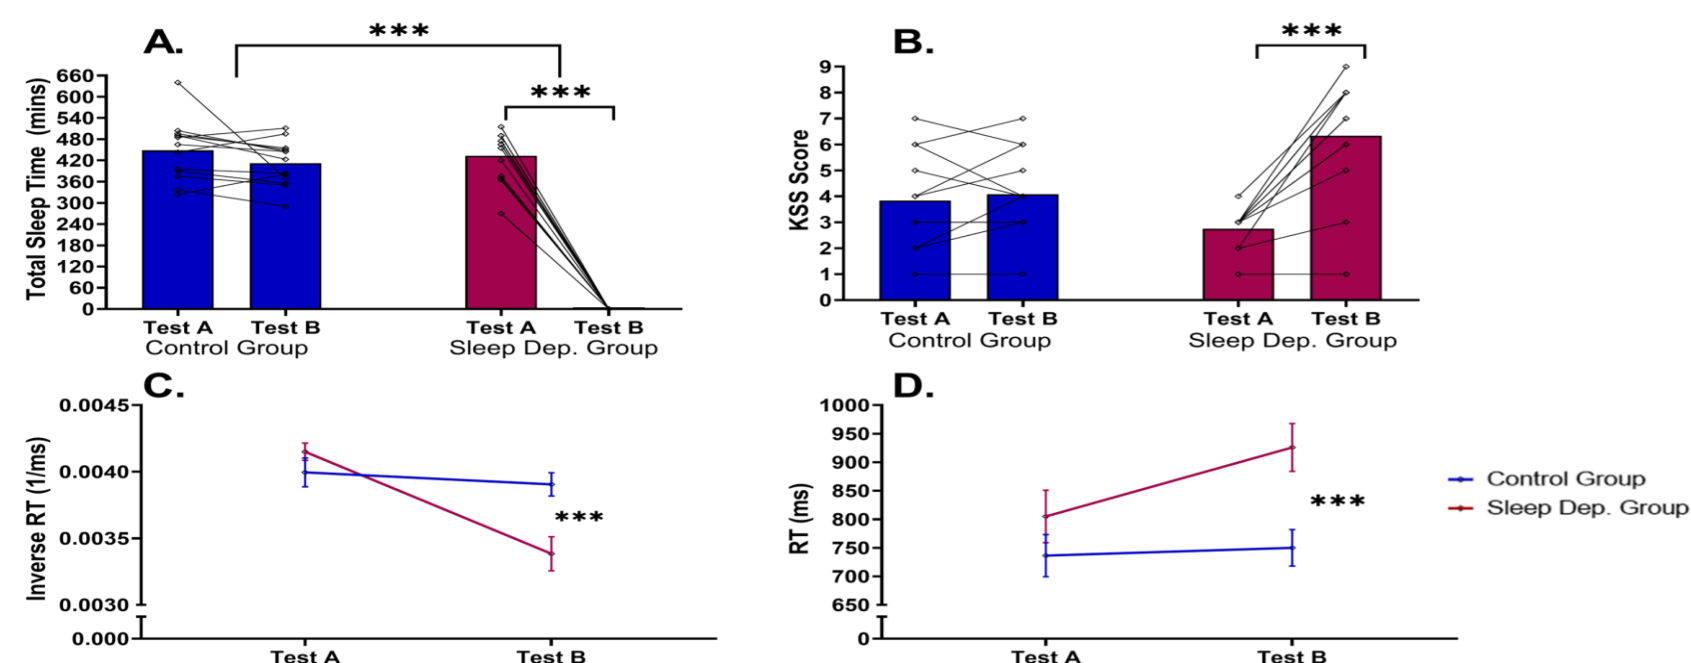 A.
***
***
Total Sleep Time (mins)
660
600
540
480
420
360
300
240
180
120
60
0
Test A Test B Test A Test B
Control Group Sleep Dep. Group
B.
***
KSS Score
9
8
7
6
5
4
3
2
1
0
Test A Test B Test A Test B
Control Group Sleep Dep. Group
C.
Inverse RT (1/ms)
0.0045
0.0040
0.0035
0.0030
0.000
***
Test A Test B
D.
RT (ms)
1000
950
900
850
800
750
700
650
0
***
Test A Test B
Control Group
Sleep Dep. Group